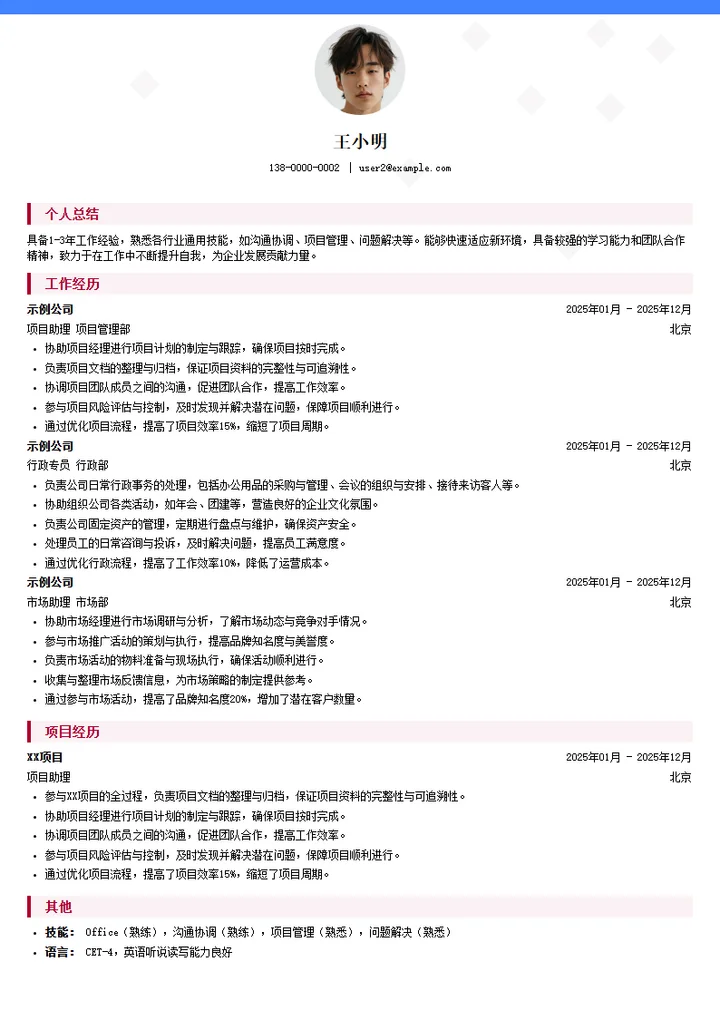 王小明
138-0000-0002 | user2@example.com
个人总结
具备1-3年工作经验，熟悉各行业通用技能，如沟通协调、项目管理、问题解决等。能够快速适应新环境，具备较强的学习能力和团队合作
精神，致力于在工作中不断提升自我，为企业发展贡献力量。
工作经历
示例公司 2025年01月 - 2025年12月
项目助理 项目管理部 北京
• 协助项目经理进行项目计划的制定与跟踪，确保项目按时完成。
• 负责项目文档的整理与归档，保证项目资料的完整性与可追溯性。
• 协调项目团队成员之间的沟通，促进团队合作，提高工作效率。
• 参与项目风险评估与控制，及时发现并解决潜在问题，保障项目顺利进行。
• 通过优化项目流程，提高了项目效率15%，缩短了项目周期。
示例公司 2025年01月 - 2025年12月
行政专员 行政部 北京
• 负责公司日常行政事务的处理，包括办公用品的采购与管理、会议的组织与安排、接待来访客人等。
• 协助组织公司各类活动，如年会、团建等，营造良好的企业文化氛围。
• 负责公司固定资产的管理，定期进行盘点与维护，确保资产安全。
• 处理员工的日常咨询与投诉，及时解决问题，提高员工满意度。
• 通过优化行政流程，提高了工作效率10%，降低了运营成本。
示例公司 2025年01月 - 2025年12月
市场助理 市场部 北京
• 协助市场经理进行市场调研与分析，了解市场动态与竞争对手情况。
• 参与市场推广活动的策划与执行，提高品牌知名度与美誉度。
• 负责市场活动的物料准备与现场执行，确保活动顺利进行。
• 收集与整理市场反馈信息，为市场策略的制定提供参考。
• 通过参与市场活动，提高了品牌知名度20%，增加了潜在客户数量。
项目经历
XX项目 2025年01月 - 2025年12月
项目助理 北京
• 参与XX项目的全过程，负责项目文档的整理与归档，保证项目资料的完整性与可追溯性。
• 协助项目经理进行项目计划的制定与跟踪，确保项目按时完成。
• 协调项目团队成员之间的沟通，促进团队合作，提高工作效率。
• 参与项目风险评估与控制，及时发现并解决潜在问题，保障项目顺利进行。
• 通过优化项目流程，提高了项目效率15%，缩短了项目周期。
其他
• 技能： Office（熟练），沟通协调（熟练），项目管理（熟悉），问题解决（熟悉）
• 语言： CET-4，英语听说读写能力良好